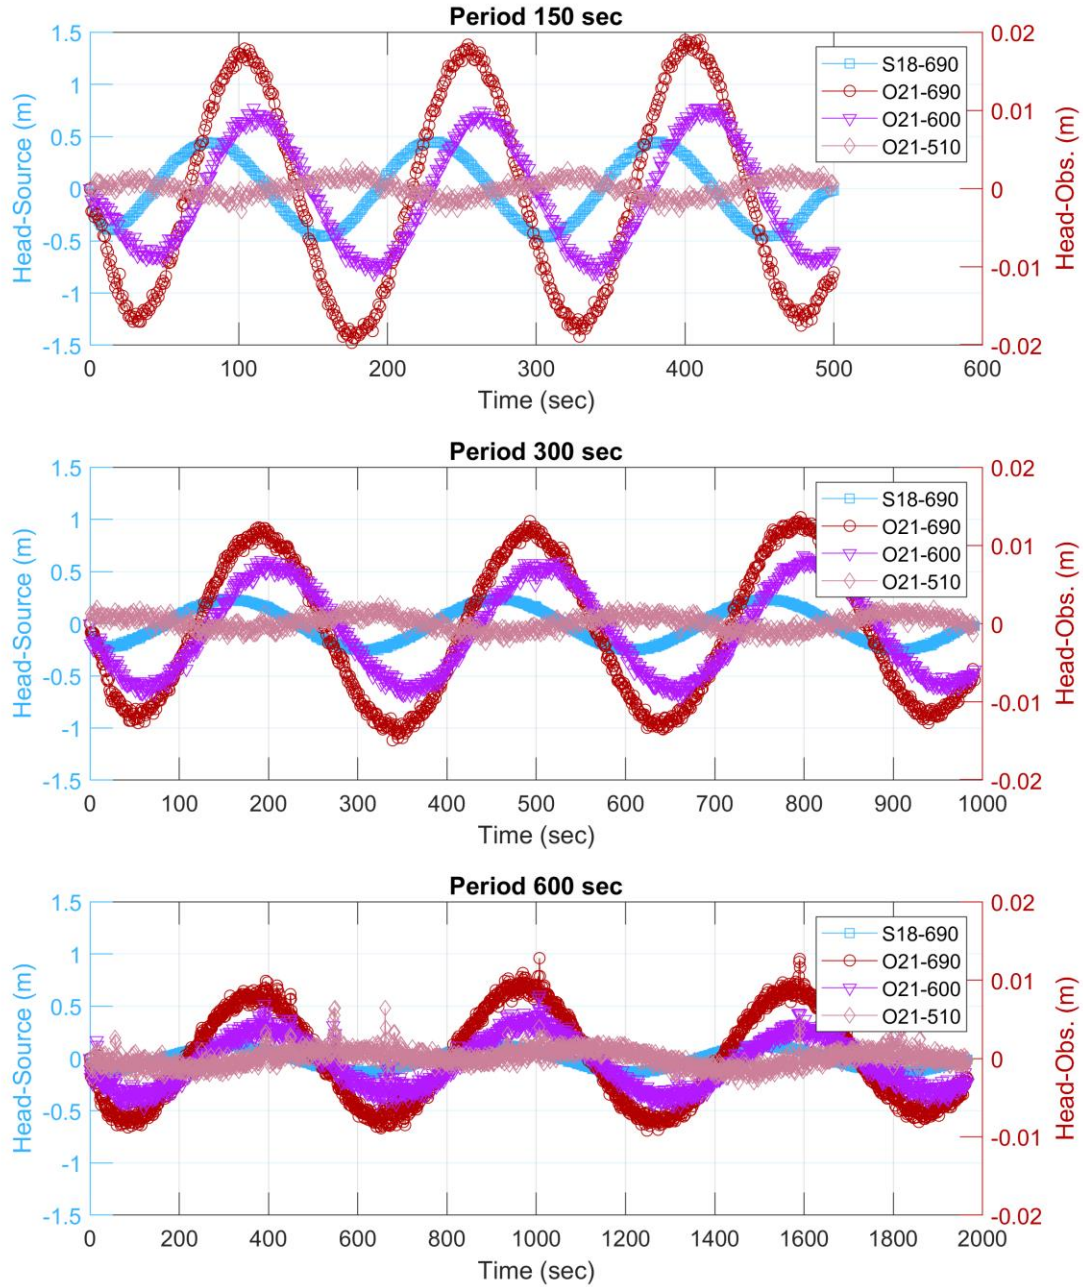 Period 150 sec
1.5
1
0.5
0
-0.5
-1
-1.5
Head-Source (m)
0.02
0.01
0
-0.01
-0.02
Head-Obs. (m)
S18-690
O21-690
O21-600
O21-510
0 100 200 300 400 500 600
Time (sec)
Period 300 sec
1.5
1
0.5
0
-0.5
-1
-1.5
Head-Source (m)
0.02
0.01
0
-0.01
-0.02
Head-Obs. (m)
S18-690
O21-690
O21-600
O21-510
0 100 200 300 400 500 600 700 800 900 1000
Time (sec)
Period 600 sec
1.5
1
0.5
0
-0.5
-1
-1.5
Head-Source (m)
0.02
0.01
0
-0.01
-0.02
Head-Obs. (m)
S18-690
O21-690
O21-600
O21-510
0 200 400 600 800 1000 1200 1400 1600 1800 2000
Time (sec)